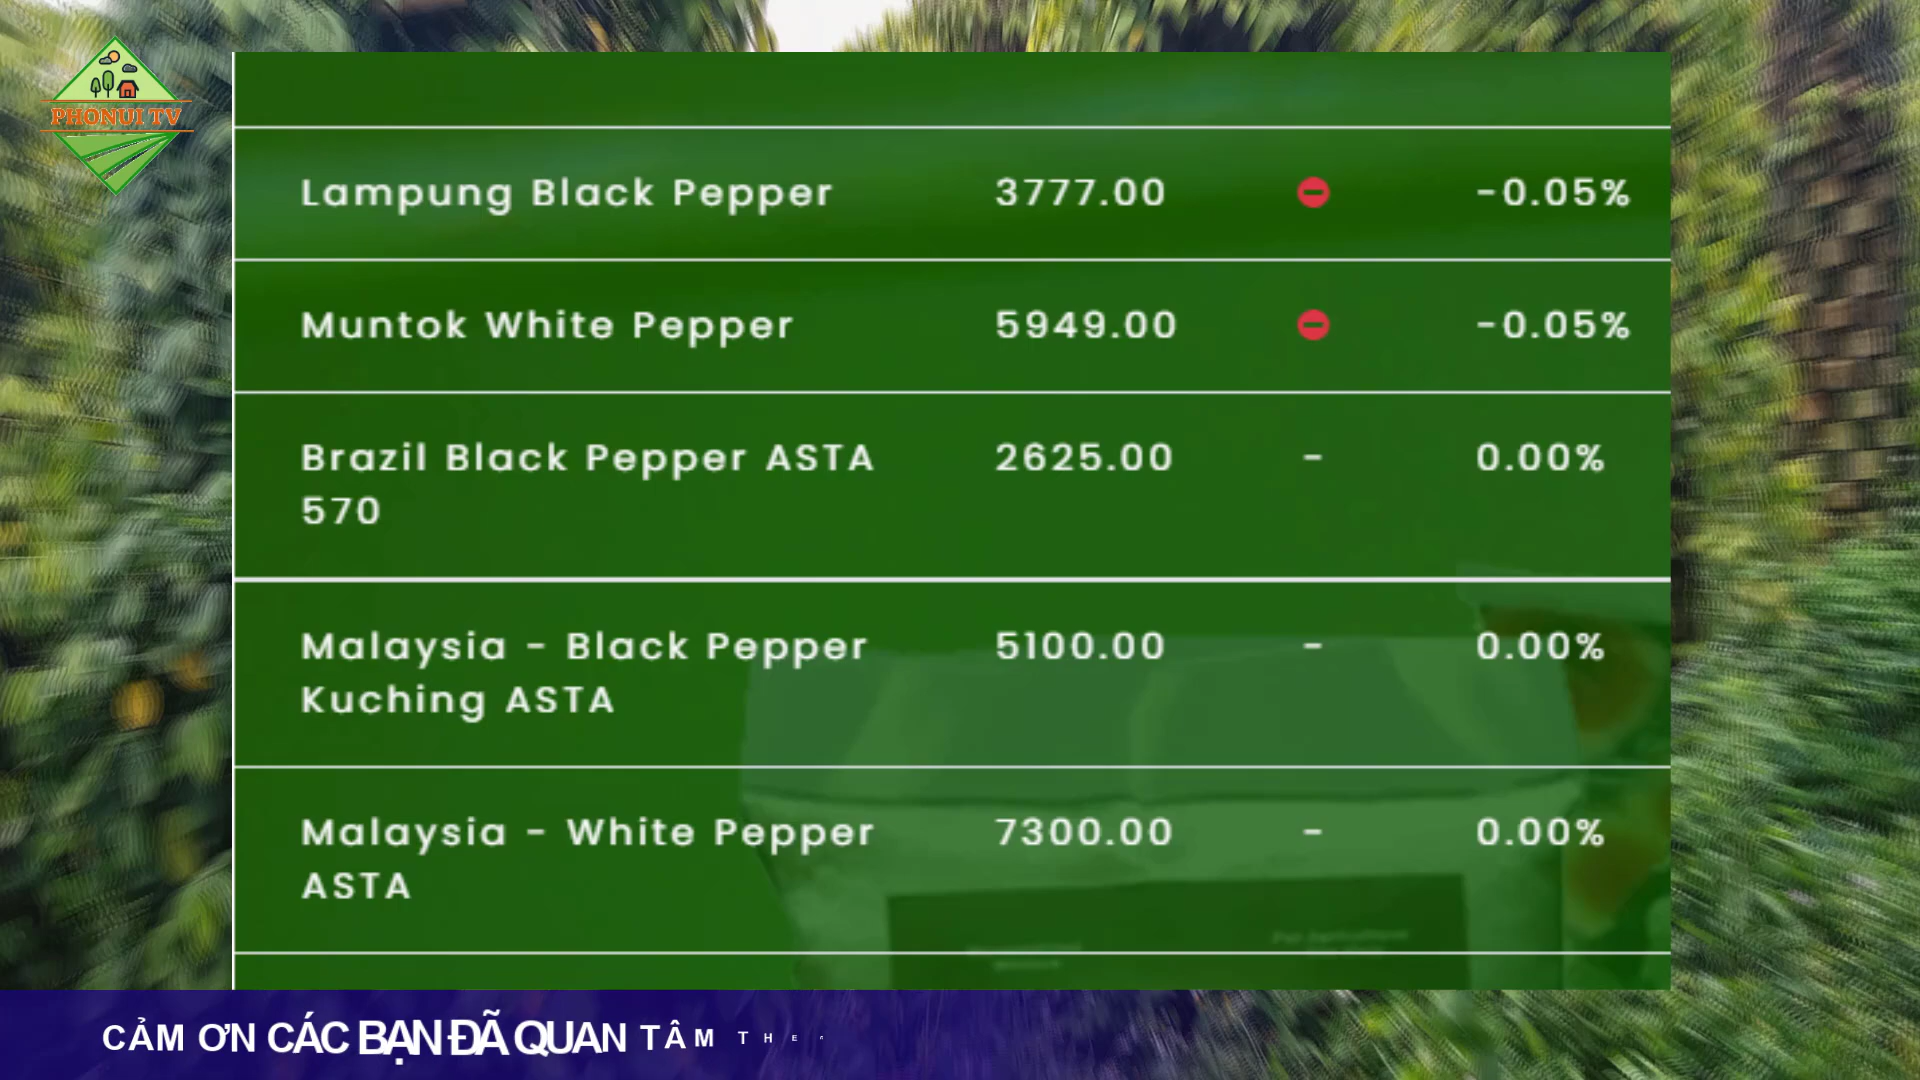 PHONUI TV
Lampung Black Pepper 3777.00 -0.05%
Muntok White Pepper 5949.00 -0.05%
Brazil Black Pepper ASTA 2625.00 - 0.00%
570
Malaysia - Black Pepper 5100.00 - 0.00%
Kuching ASTA
Malaysia - White Pepper 7300.00 - 0.00%
ASTA
CẢM ƠN CÁC BẠN ĐÃ QUAN TÂM THE